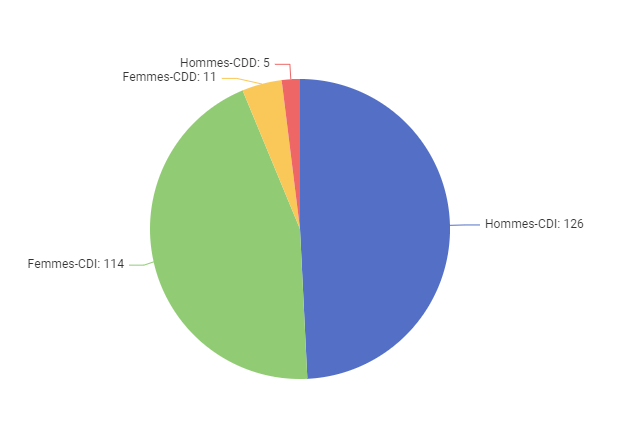 Hommes-CDD: 5
Femmes-CDD: 11
Hommes-CDI: 126
Femmes-CDI: 114